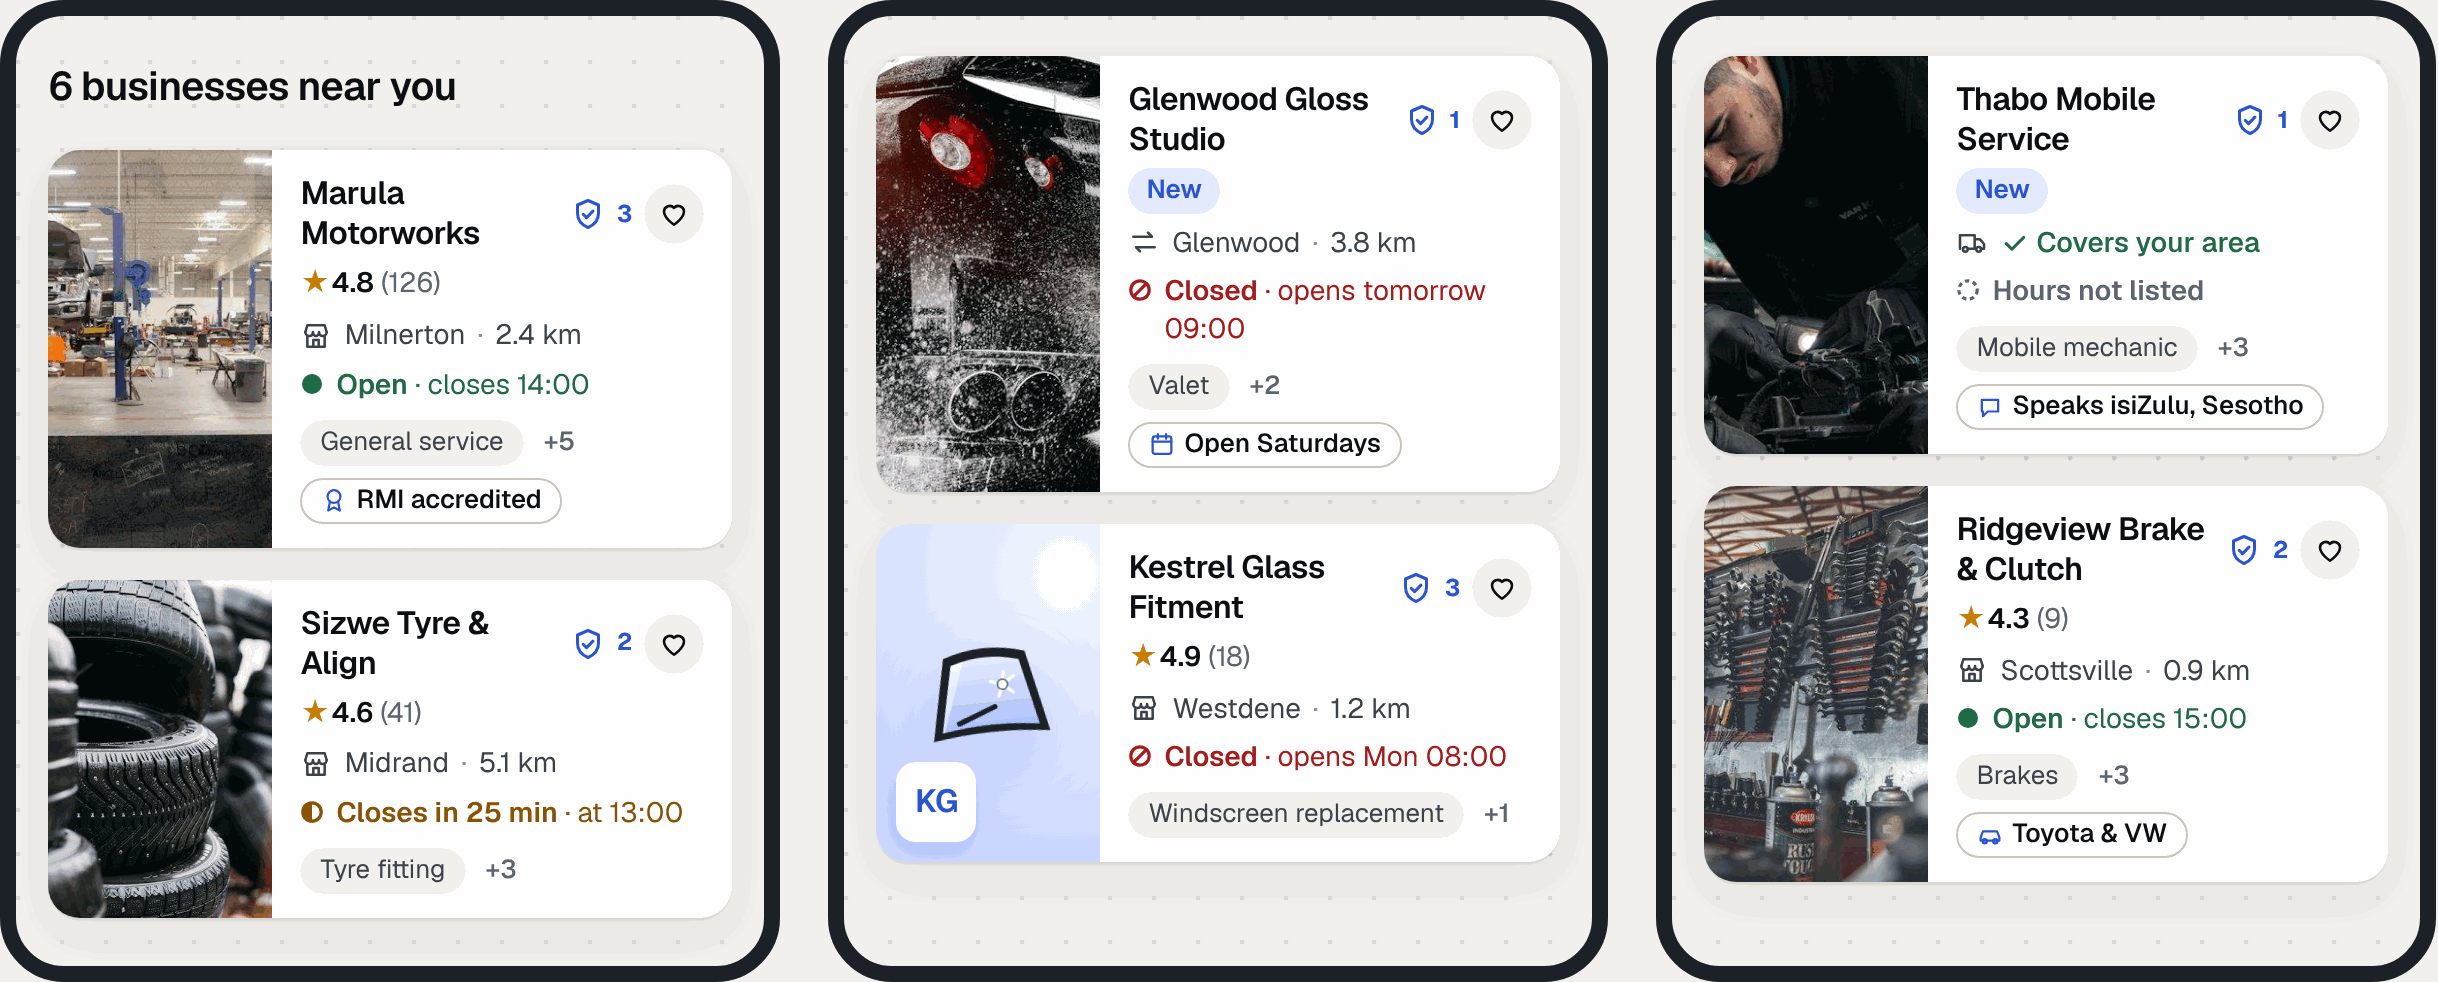 6 businesses near you
Marula
Motorworks
3
4.8 (126)
Milnerton · 2.4 km
Open · closes 14:00
General service +5
RMI accredited
Sizwe Tyre &
Align
2
4.6 (41)
Midrand · 5.1 km
Closes in 25 min · at 13:00
Tyre fitting +3
Glenwood Gloss
Studio
1
New
Glenwood · 3.8 km
Closed · opens tomorrow
09:00
Valet +2
Open Saturdays
Kestrel Glass
Fitment
3
4.9 (18)
Westdene · 1.2 km
Closed · opens Mon 08:00
Windscreen replacement +1
KG
Thabo Mobile
Service
1
New
Covers your area
Hours not listed
Mobile mechanic +3
Speaks isiZulu, Sesotho
Ridgeview Brake
& Clutch
2
4.3 (9)
Scottsville · 0.9 km
Open · closes 15:00
Brakes +3
Toyota & VW